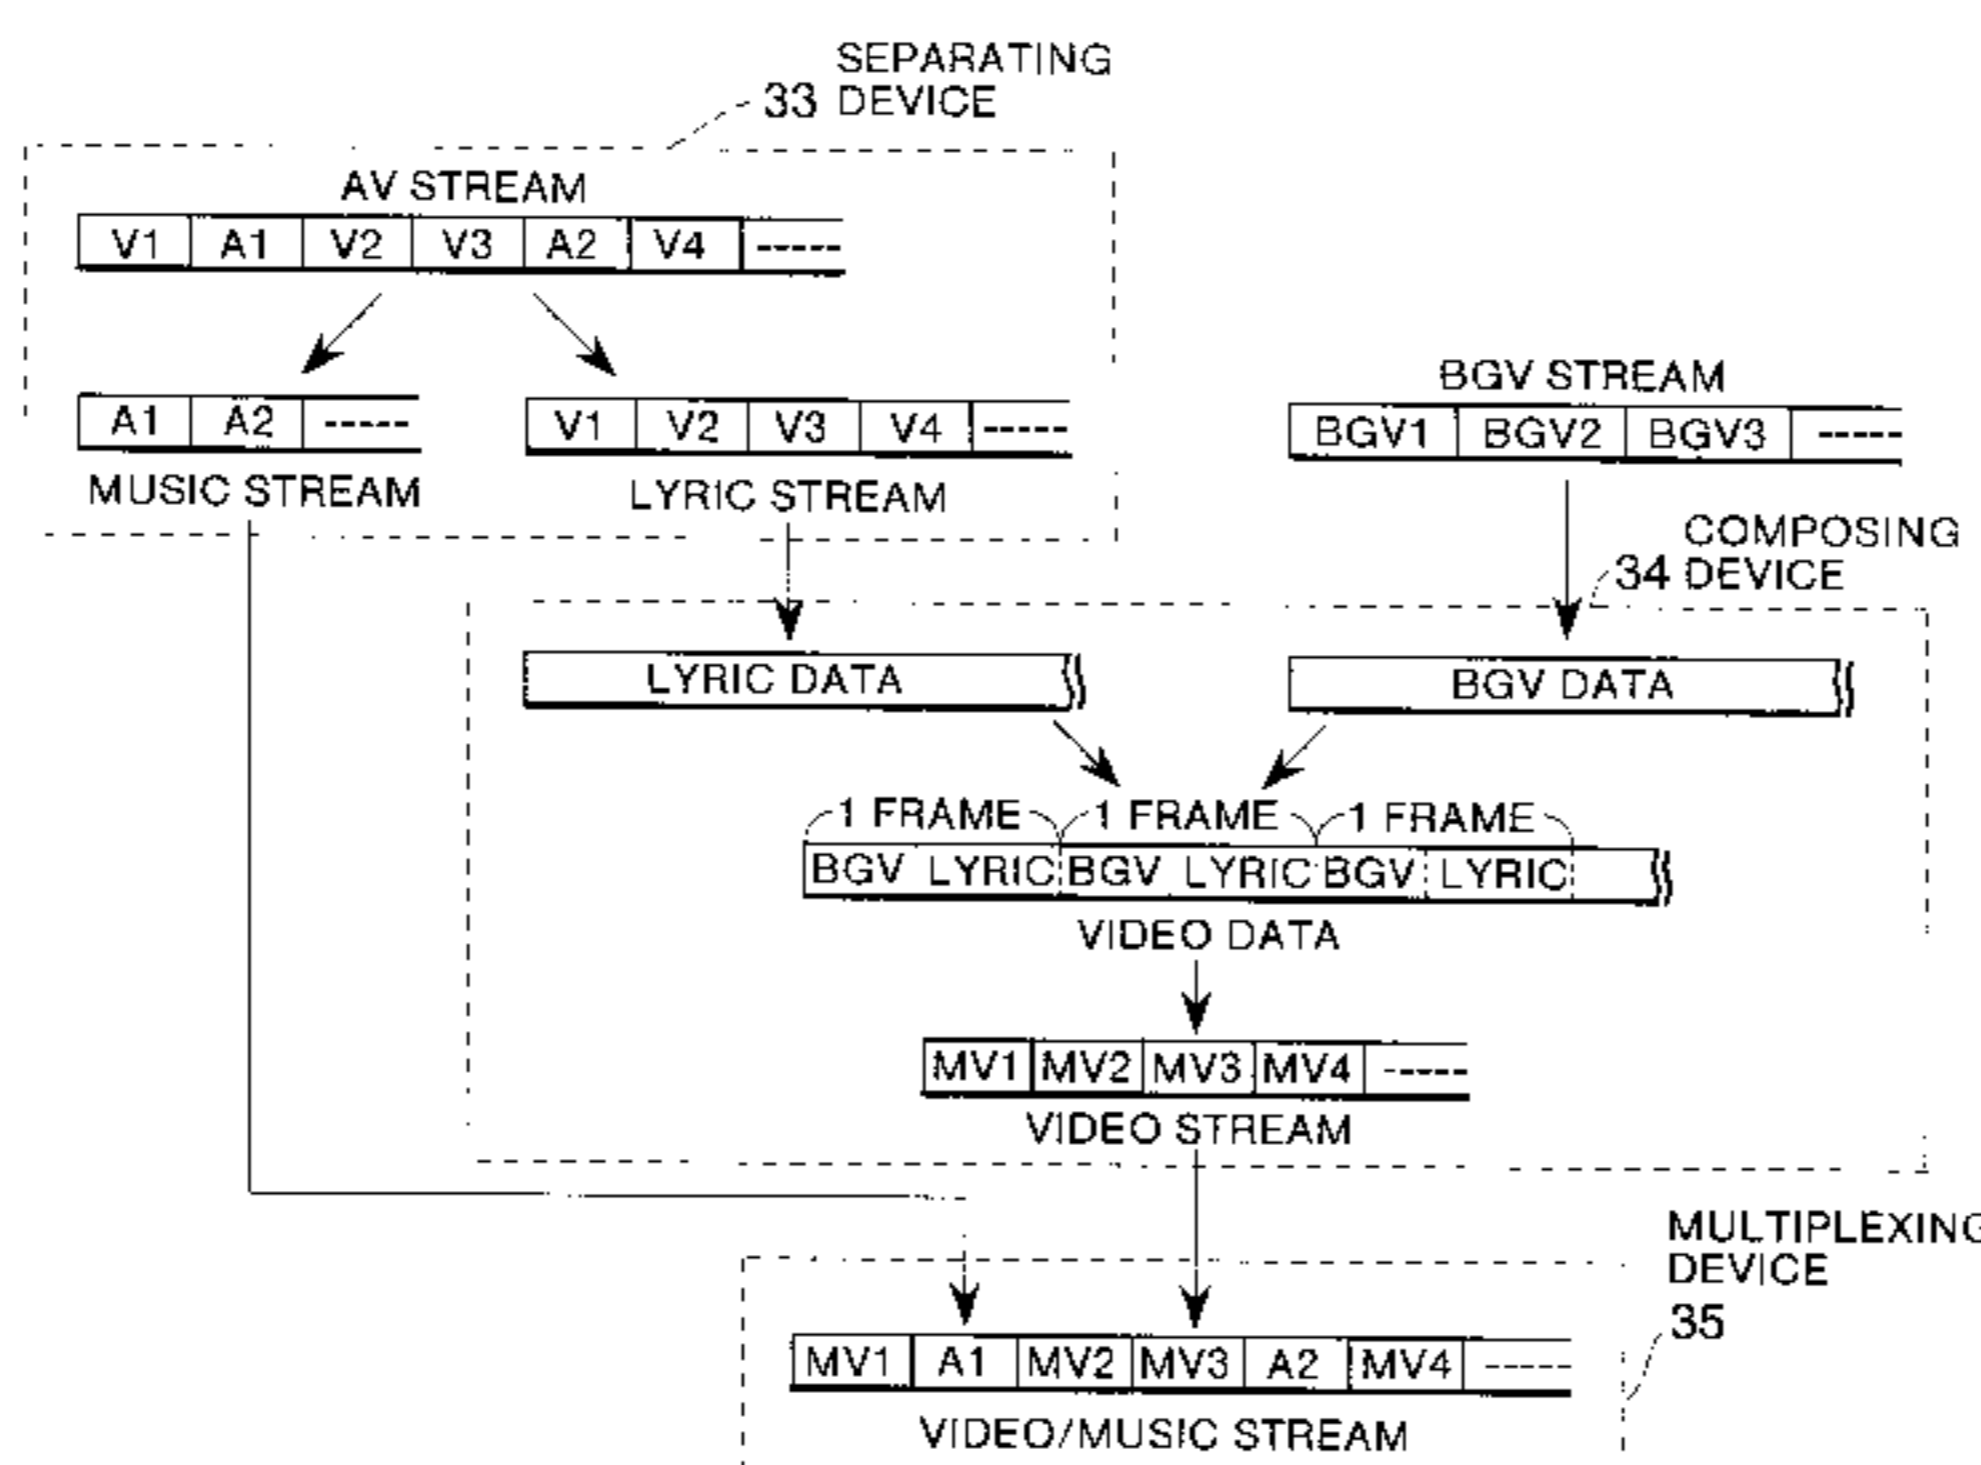 SEPARATING
33 DEVICE
AV STREAM
V1 A1 V2 V3 A2 V4 -----
A1 A2 -----
MUSIC STREAM
V1 V2 V3 V4 -----
LYRIC STREAM
BGV STREAM
BGV1 BGV2 BGV3 -----
COMPOSING
34 DEVICE
LYRIC DATA
BGV DATA
1 FRAME 1 FRAME 1 FRAME
BGV LYRIC BGV LYRIC BGV LYRIC
VIDEO DATA
MV1 MV2 MV3 MV4 -----
VIDEO STREAM
MULTIPLEXING
DEVICE
35
MV1 A1 MV2 MV3 A2 MV4 -----
VIDEO/MUSIC STREAM